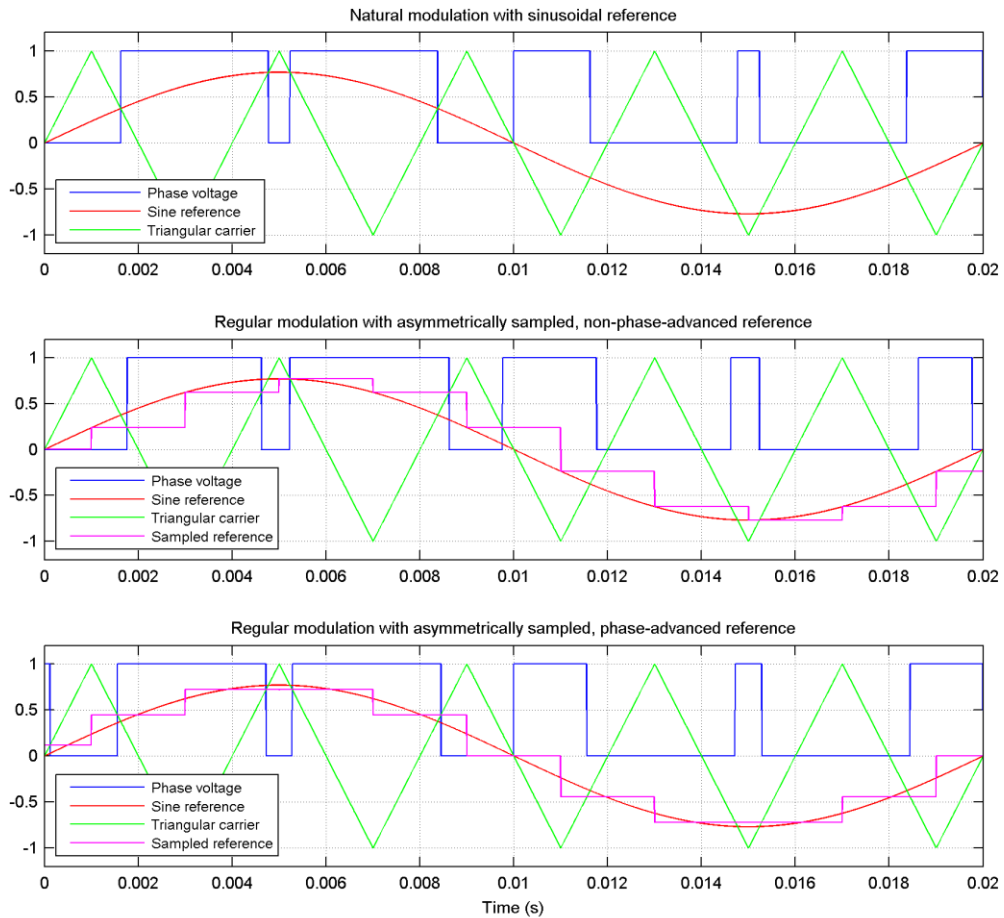 Natural modulation with sinusoidal reference
1
0.5
0
-0.5
-1
Phase voltage
Sine reference
Triangular carrier
0 0.002 0.004 0.006 0.008 0.01 0.012 0.014 0.016 0.018 0.02
Regular modulation with asymmetrically sampled, non-phase-advanced reference
1
0.5
0
-0.5
-1
Phase voltage
Sine reference
Triangular carrier
Sampled reference
0 0.002 0.004 0.006 0.008 0.01 0.012 0.014 0.016 0.018 0.02
Regular modulation with asymmetrically sampled, phase-advanced reference
1
0.5
0
-0.5
-1
Phase voltage
Sine reference
Triangular carrier
Sampled reference
0 0.002 0.004 0.006 0.008 0.01 0.012 0.014 0.016 0.018 0.02
Time (s)